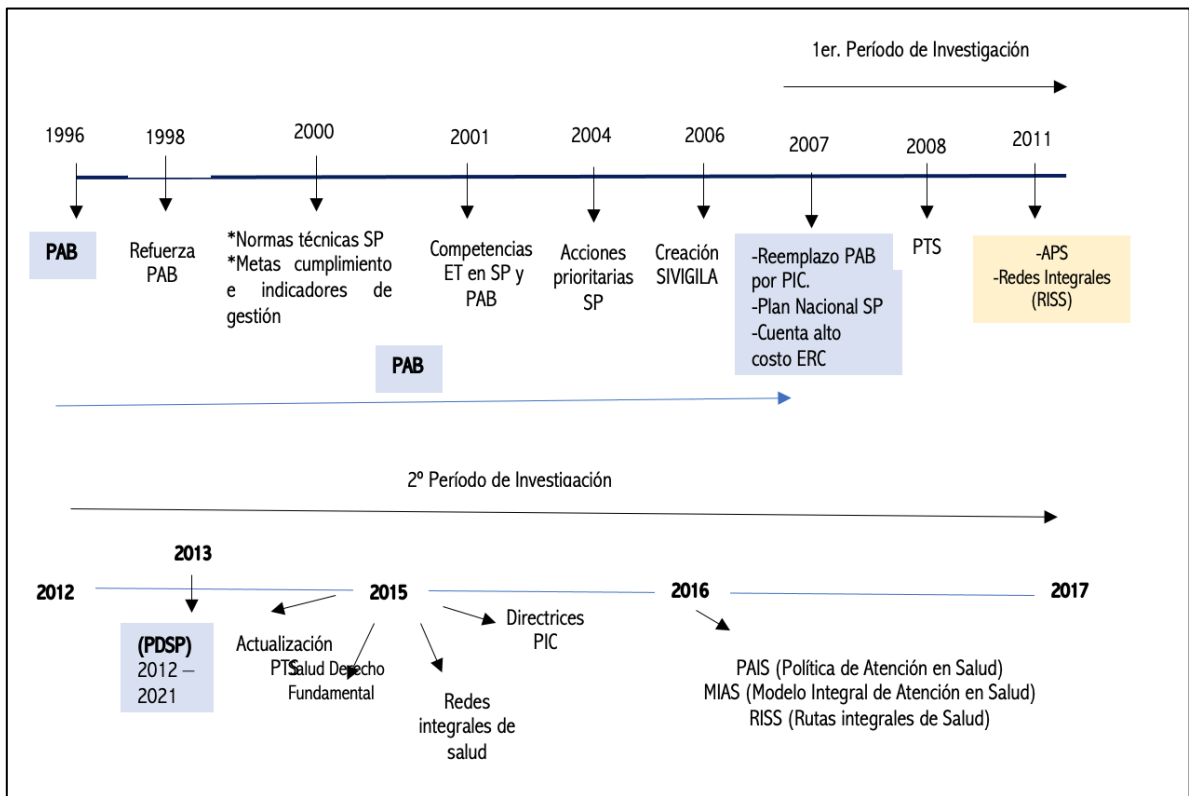 1er. Período de Investigación
1996
1998
2000
2001
2004
2006
2007
2008
2011
PAB
Refuerza
PAB
*Normas técnicas SP
*Metas cumplimiento
e indicadores de
gestión
Competencias
ET en SP y
PAB
Acciones
prioritarias
SP
Creación
SIVIGILA
-Reemplazo PAB
por PIC.
-Plan Nacional SP
-Cuenta alto
costo ERC
PTS
-APS
-Redes Integrales
(RISS)
PAB
2º Período de Investigación
2012
2013
2015
2016
2017
(PDSP)
2012 –
2021
Actualización
PTS
Salud Derecho
Fundamental
Redes
integrales de
salud
Directrices
PIC
PAIS (Política de Atención en Salud)
MIAS (Modelo Integral de Atención en Salud)
RISS (Rutas integrales de Salud)